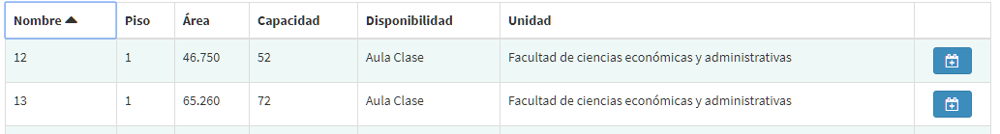 Nombre Piso Área Capacidad Disponibilidad Unidad
12 1 46.750 52 Aula Clase Facultad de ciencias económicas y administrativas
13 1 65.260 72 Aula Clase Facultad de ciencias económicas y administrativas